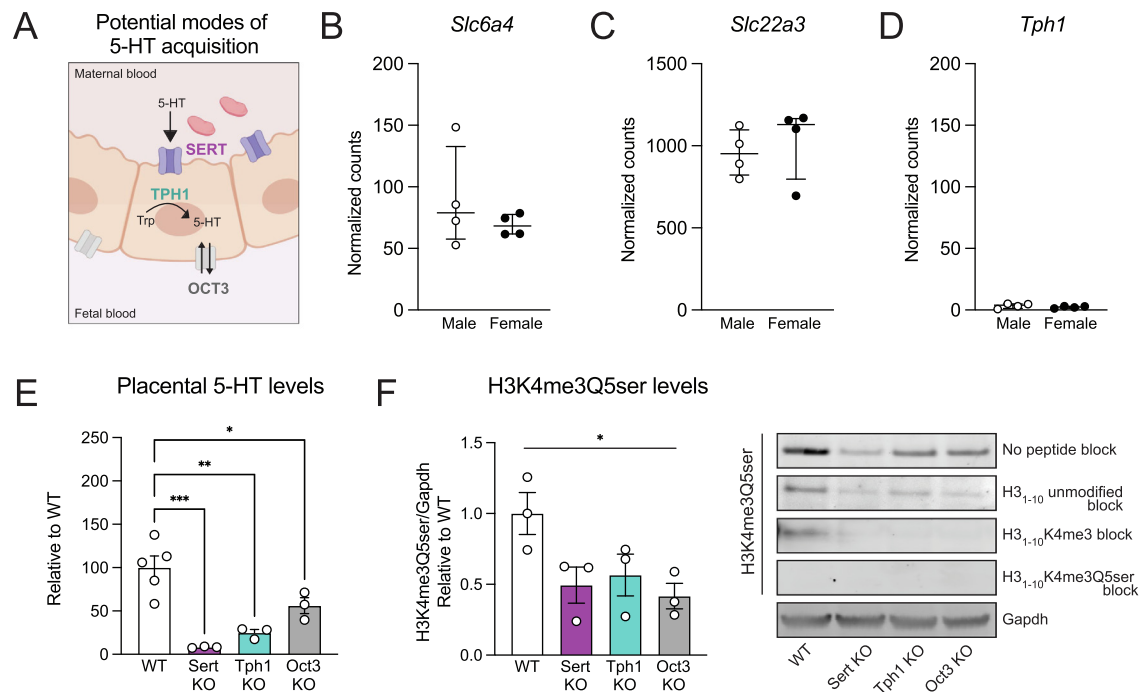 A
Potential modes of
5-HT acquisition
Maternal blood
5-HT
SERT
TPH1
Trp
5-HT
OCT3
Fetal blood
B
Slc6a4
Normalized counts
200
150
100
50
0
Male
Female
C
Slc22a3
Normalized counts
1500
1000
500
0
Male
Female
D
Tph1
Normalized counts
200
150
100
50
0
Male
Female
E
Placental 5-HT levels
Relative to WT
250
200
150
100
50
0
*
**
***
WT
Sert
KO
Tph1
KO
Oct3
KO
F
H3K4me3Q5ser levels
H3K4me3Q5ser/Gapdh
Relative to WT
1.5
1.0
0.5
0.0
*
WT
Sert
KO
Tph1
KO
Oct3
KO
H3K4me3Q5ser
No peptide block
H31-10 unmodified
block
H31-10K4me3 block
H31-10K4me3Q5ser
block
Gapdh
WT
Sert KO
Tph1 KO
Oct3 KO